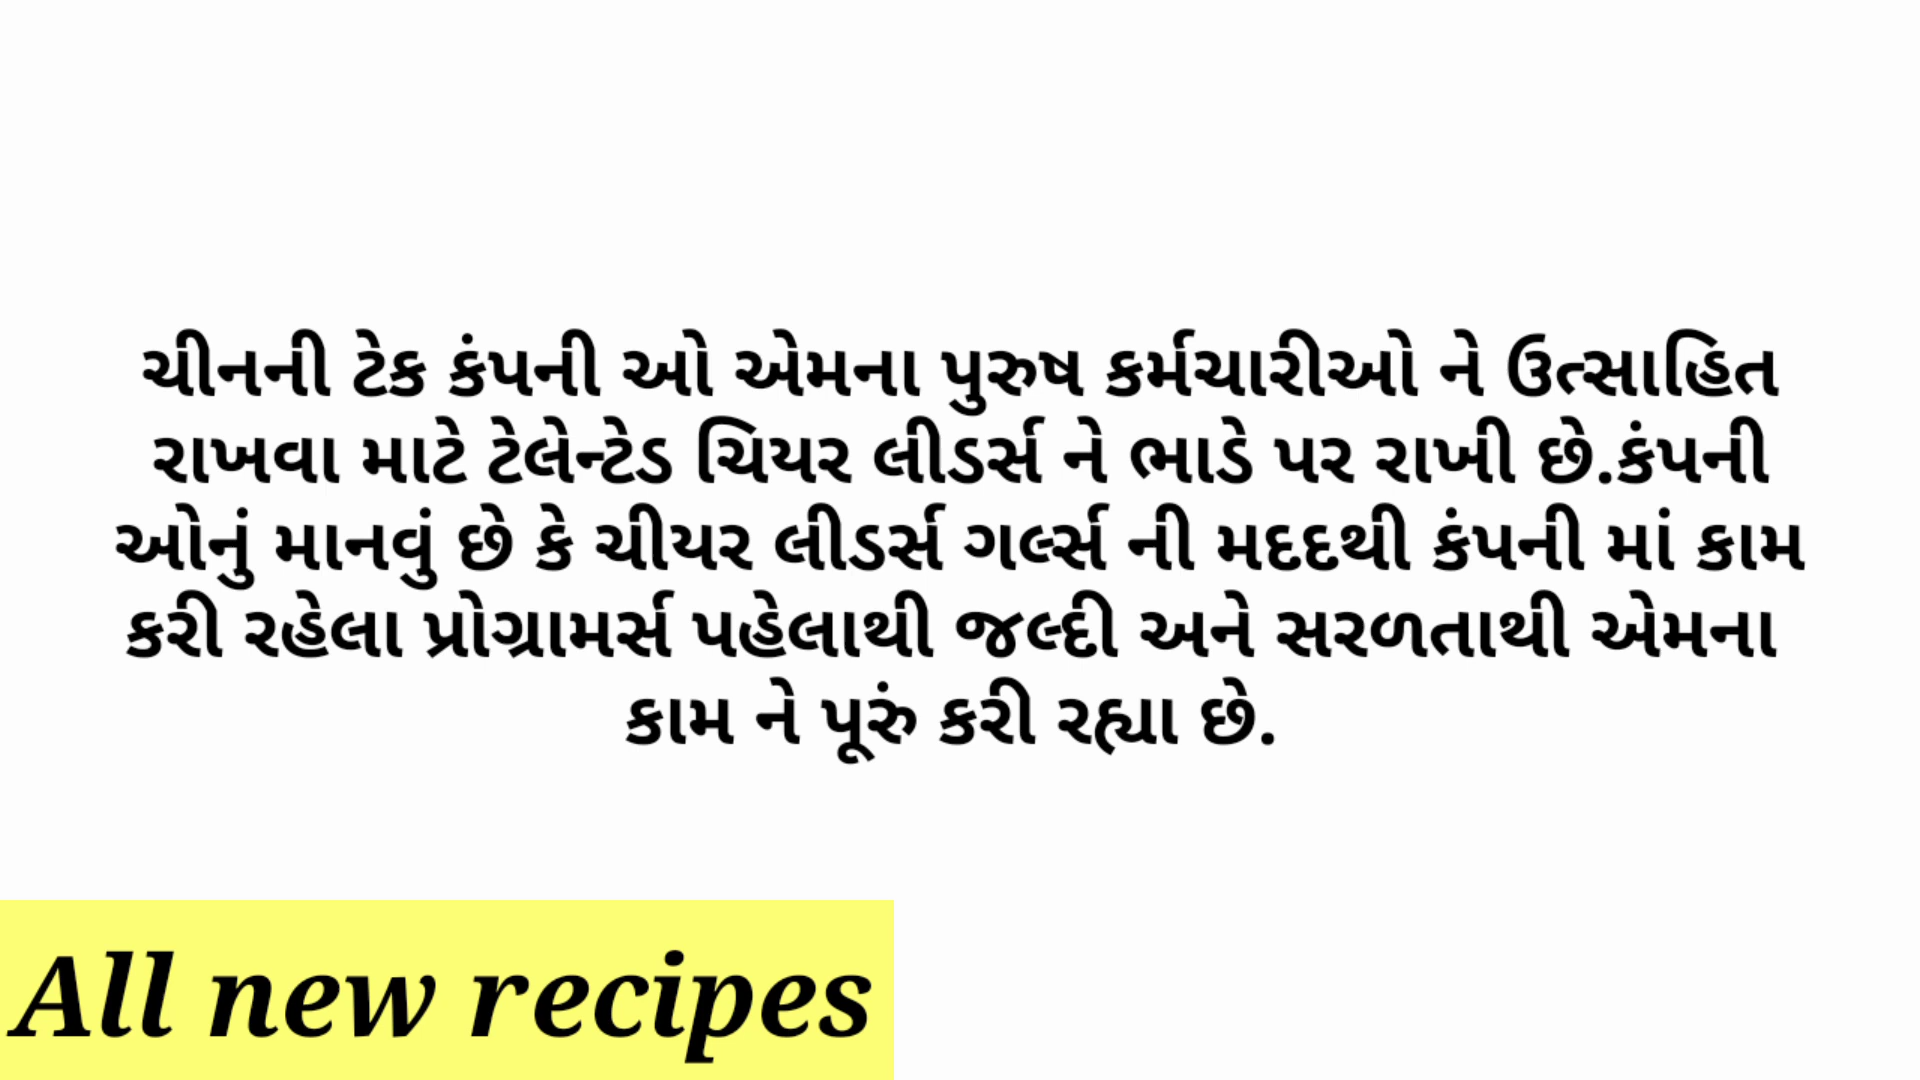 ચીનની ટેક કંપની ઓ એમના પુરુષ કર્મચારીઓ ને ઉત્સાહિત
રાખવા માટે ટેલેન્ટેડ ચિયર લીડર્સ ને ભાડે પર રાખી છે.કંપની
ઓનું માનવું છે કે ચીયર લીડર્સ ગર્લ્સ ની મદદથી કંપની માં કામ
કરી રહેલા પ્રોગ્રામર્સ પહેલાથી જલ્દી અને સરળતાથી એમના
કામ ને પૂરું કરી રહ્યા છે.
All new recipes